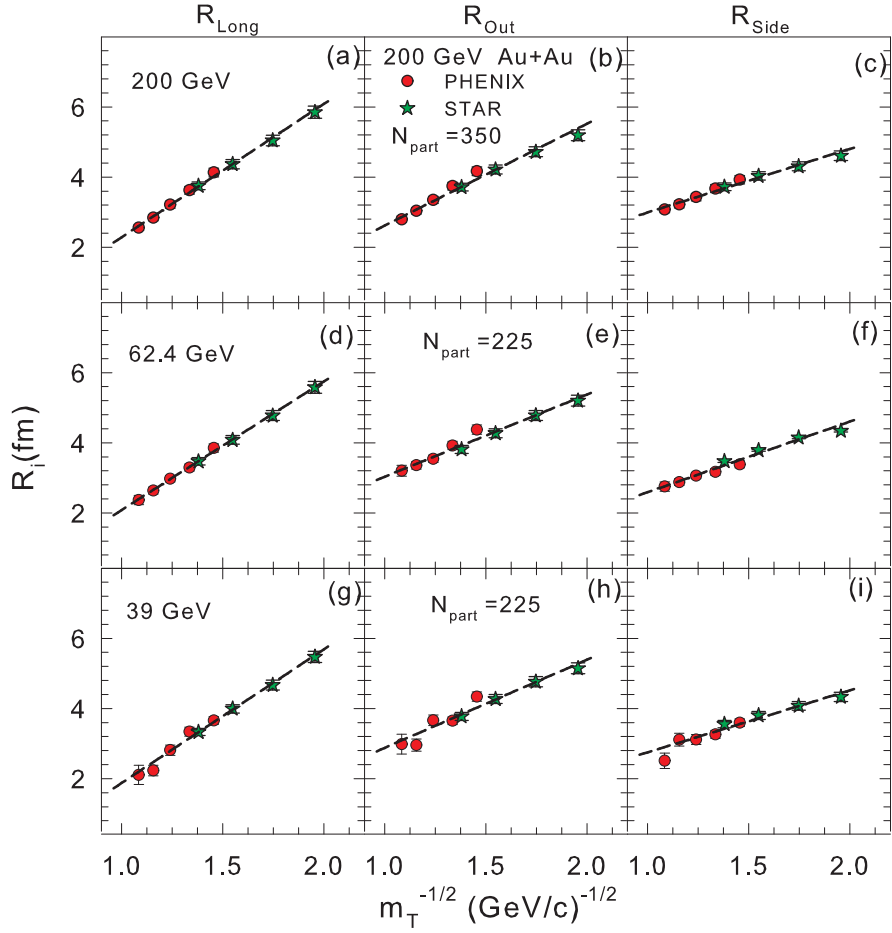 R_Long R_Out R_Side
(a) 200 GeV
200 GeV Au+Au (b)
PHENIX
STAR
N_part =350
(c)
6
4
2
(d) 62.4 GeV
N_part =225 (e)
(f)
6
4
2
(g) 39 GeV
N_part =225 (h)
(i)
6
4
2
R_i(fm)
1.0 1.5 2.0 1.0 1.5 2.0 1.0 1.5 2.0
m_T^-1/2 (GeV/c)^-1/2